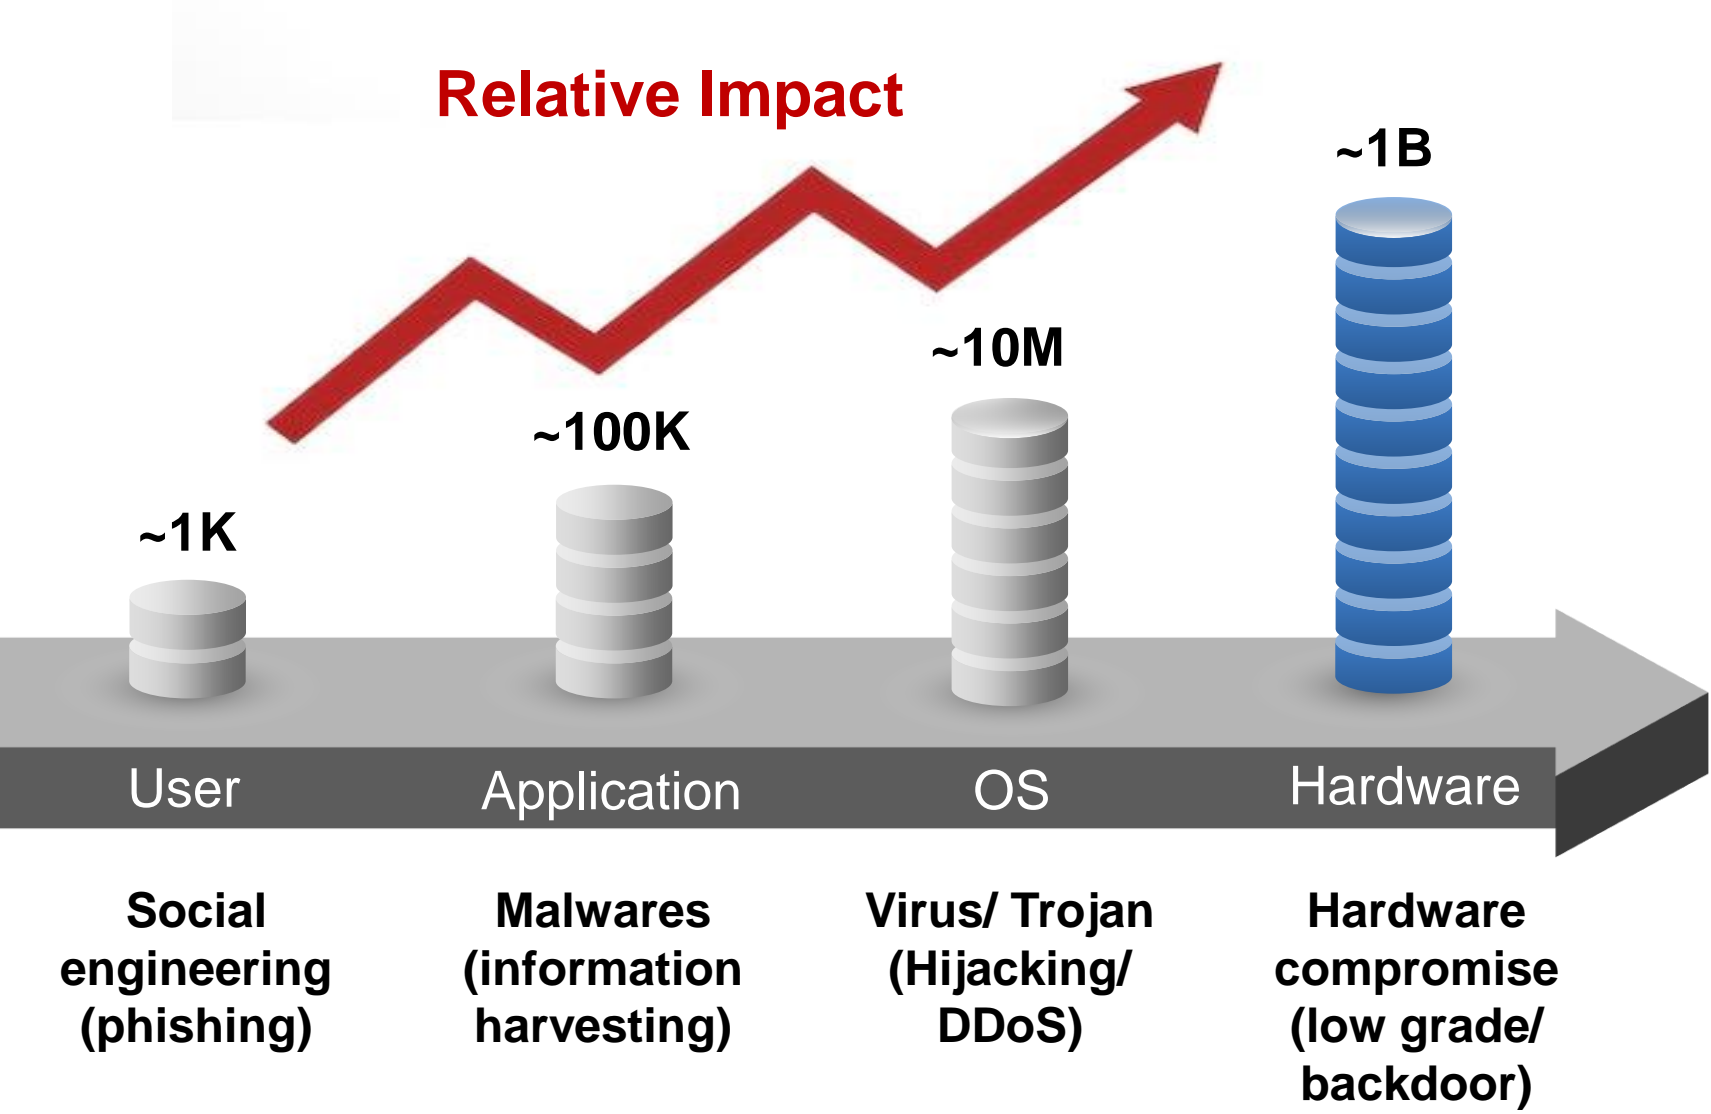 Relative Impact
~1B
~10M
~100K
~1K
User
Application
OS
Hardware
Social
engineering
(phishing)
Malwares
(information
harvesting)
Virus/ Trojan
(Hijacking/
DDoS)
Hardware
compromise
(low grade/
backdoor)